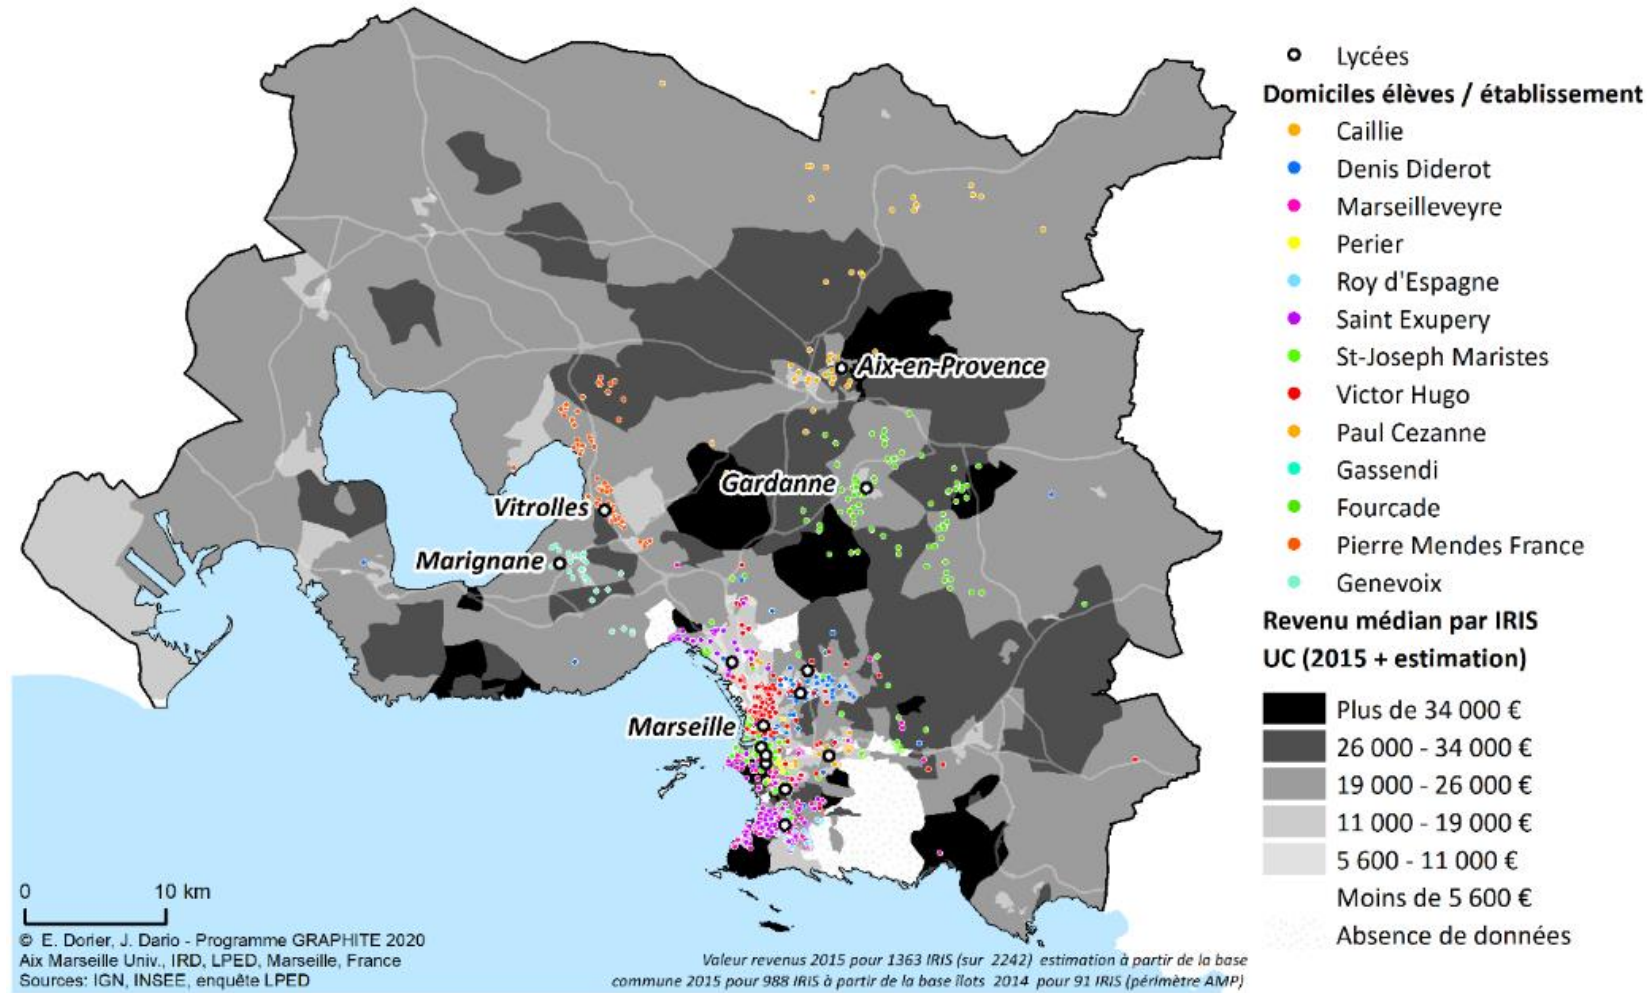 Lycées
Domiciles élèves / établissement
Caillie
Denis Diderot
Marseilleveyre
Perier
Roy d'Espagne
Saint Exupery
St-Joseph Maristes
Victor Hugo
Paul Cezanne
Gassendi
Fourcade
Pierre Mendes France
Genevoix
Revenu médian par IRIS
UC (2015 + estimation)
Plus de 34 000 €
26 000 - 34 000 €
19 000 - 26 000 €
11 000 - 19 000 €
5 600 - 11 000 €
Moins de 5 600 €
Absence de données
Aix-en-Provence
Gardanne
Vitrolles
Marignane
Marseille
0 10 km
© E. Dorier, J. Dario - Programme GRAPHITE 2020
Aix Marseille Univ., IRD, LPED, Marseille, France
Sources: IGN, INSEE, enquête LPED
Valeur revenus 2015 pour 1363 IRIS (sur 2242) estimation à partir de la base
commune 2015 pour 988 IRIS à partir de la base îlots 2014 pour 91 IRIS (périmètre AMP)